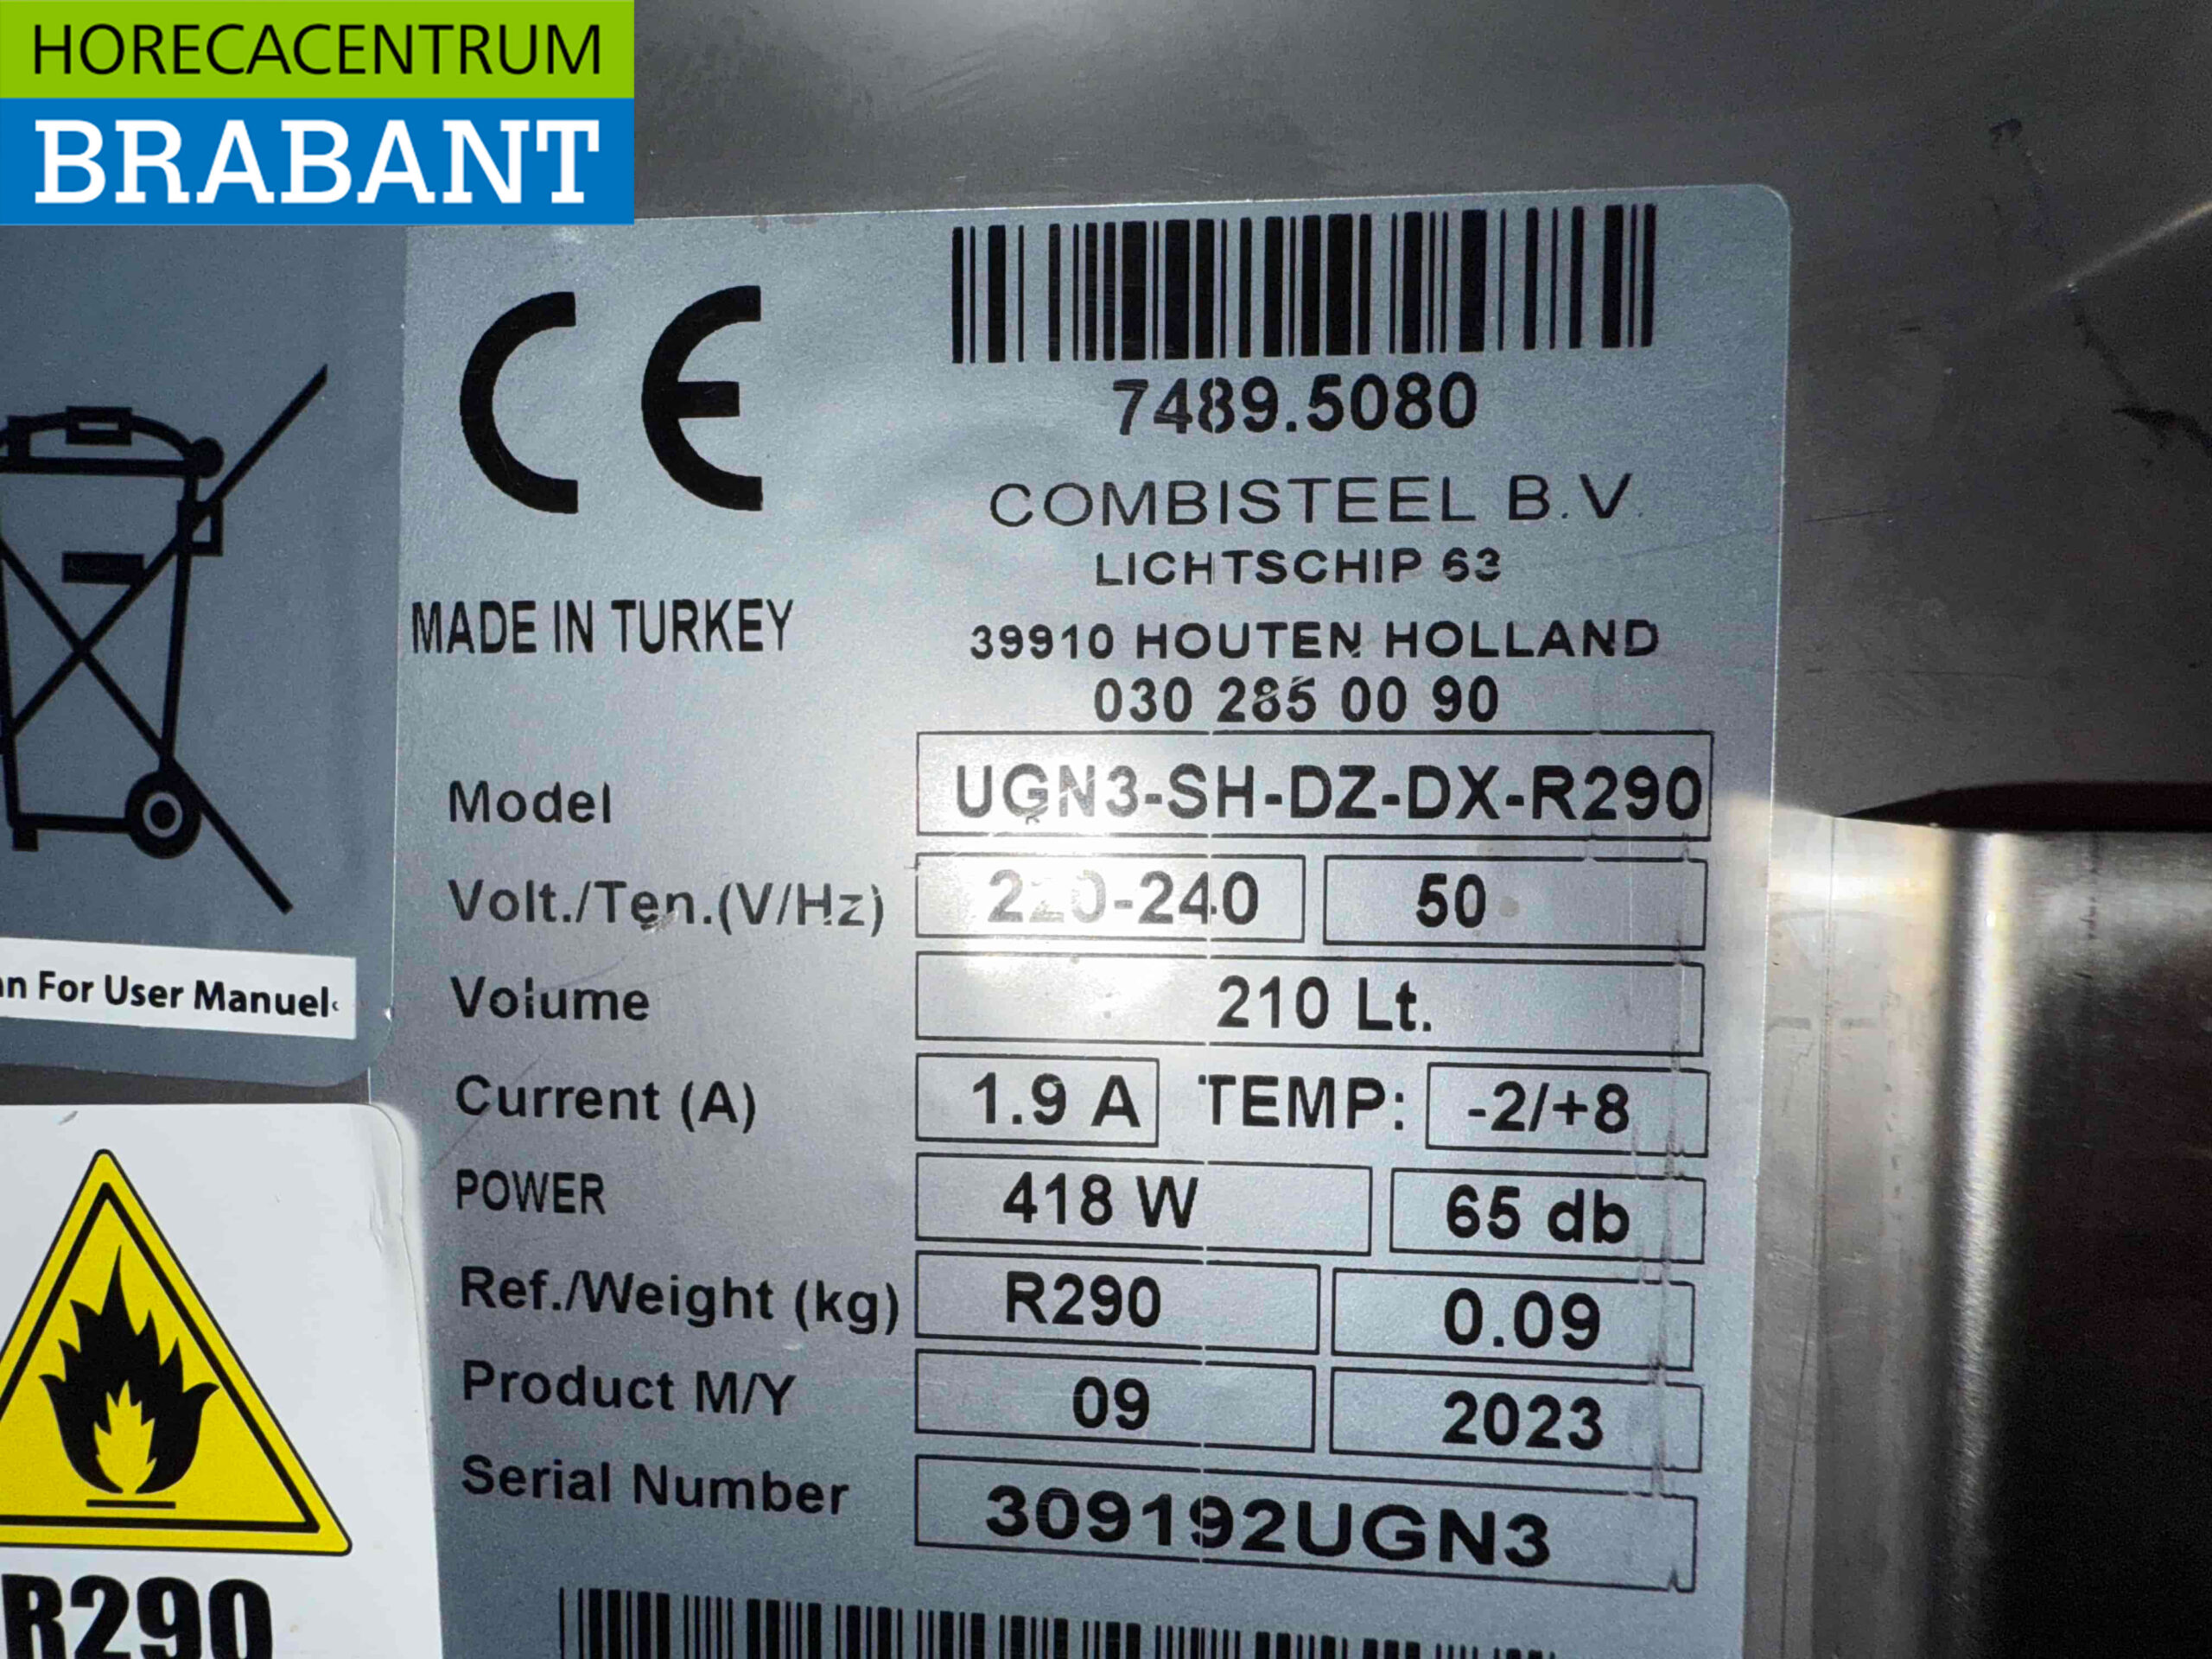 HORECACENTRUM
BRABANT
7489.5080
COMBISTEEL B.V.
LICHTSCHIP 63
39910 HOUTEN HOLLAND
030 285 00 90
CE
MADE IN TURKEY
Model UGN3-SH-DZ-DX-R290
Volt./Ten.(V/Hz) 220-240 50
Volume 210 Lt.
Current (A) 1.9 A TEMP: -2/+8
POWER 418 W 65 db
Ref./Weight (kg) R290 0.09
Product M/Y 09 2023
Serial Number 309192UGN3
For User Manuel
R290